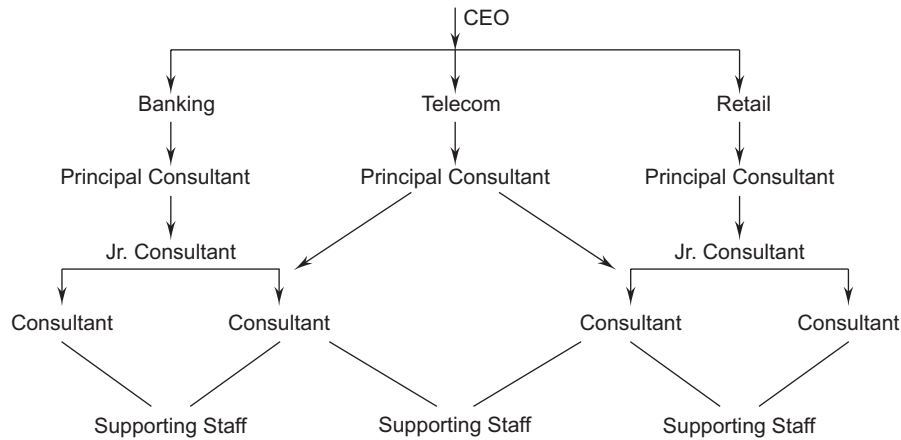 CEO
Banking Telecom Retail
Principal Consultant Principal Consultant Principal Consultant
Jr. Consultant Jr. Consultant
Consultant Consultant Consultant Consultant
Supporting Staff Supporting Staff Supporting Staff